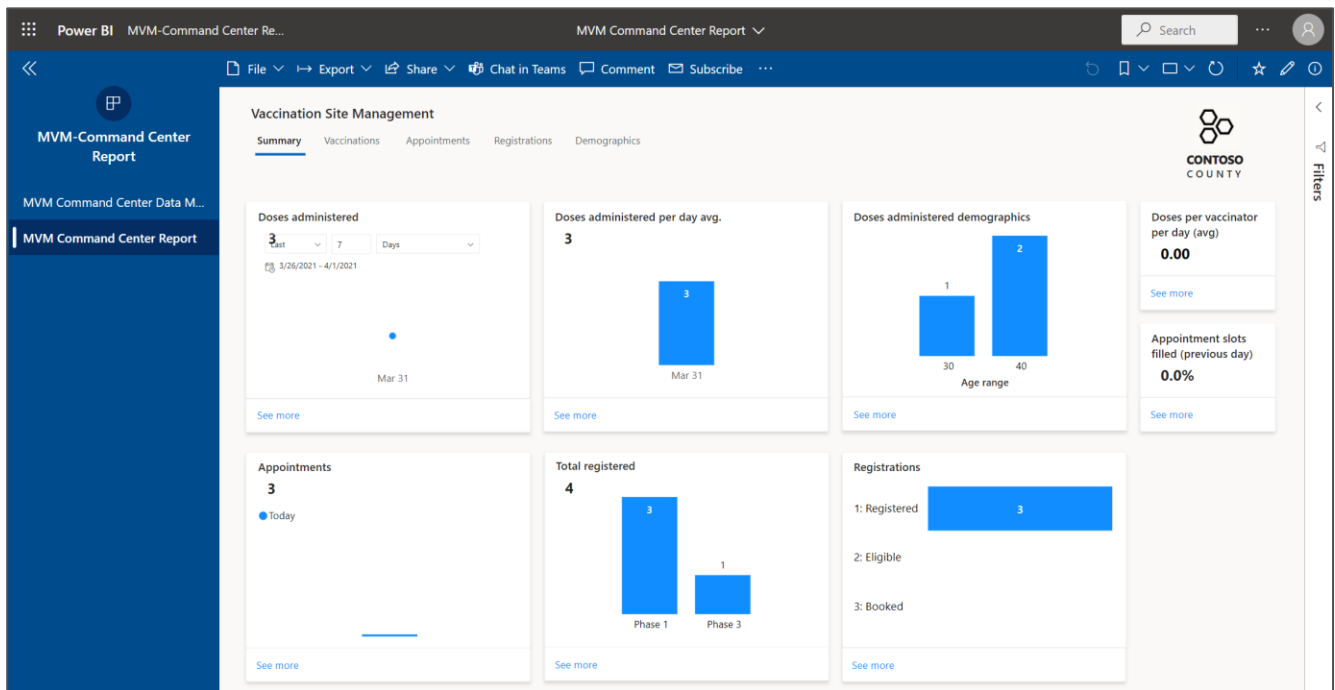 Power BI MVM-Command Center Re...
MVM Command Center Report
Search
File Export Share Chat in Teams Comment Subscribe
MVM-Command Center
Report
MVM Command Center Data M...
MVM Command Center Report
Vaccination Site Management
Summary Vaccinations Appointments Registrations Demographics
CONTOSO
COUNTY
Filters
Doses administered
3
Last 7 Days
3/26/2021 - 4/1/2021
Mar 31
See more
Doses administered per day avg.
3
3
Mar 31
See more
Doses administered demographics
2
1
30 40
Age range
See more
Doses per vaccinator
per day (avg)
0.00
See more
Appointment slots
filled (previous day)
0.0%
See more
Appointments
3
Today
See more
Total registered
4
3
1
Phase 1 Phase 3
See more
Registrations
1: Registered 3
2: Eligible
3: Booked
See more